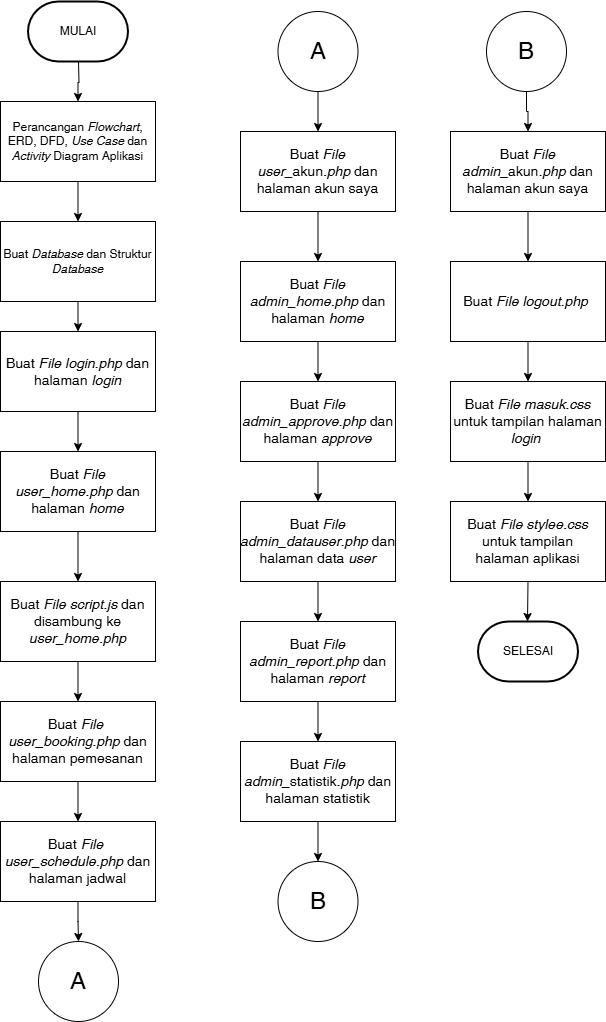 MULAI
Perancangan Flowchart,
ERD, DFD, Use Case dan
Activity Diagram Aplikasi
Buat Database dan Struktur
Database
Buat File login.php dan
halaman login
Buat File
user_home.php dan
halaman home
Buat File script.js dan
disambung ke
user_home.php
Buat File
user_booking.php dan
halaman pemesanan
Buat File
user_schedule.php dan
halaman jadwal
A
A
Buat File
user_akun.php dan
halaman akun saya
Buat File
admin_home.php dan
halaman home
Buat File
admin_approve.php dan
halaman approve
Buat File
admin_datauser.php dan
halaman data user
Buat File
admin_report.php dan
halaman report
Buat File
admin_statistik.php dan
halaman statistik
B
B
Buat File
admin_akun.php dan
halaman akun saya
Buat File logout.php
Buat File masuk.css
untuk tampilan halaman
login
Buat File stylee.css
untuk tampilan
halaman aplikasi
SELESAI